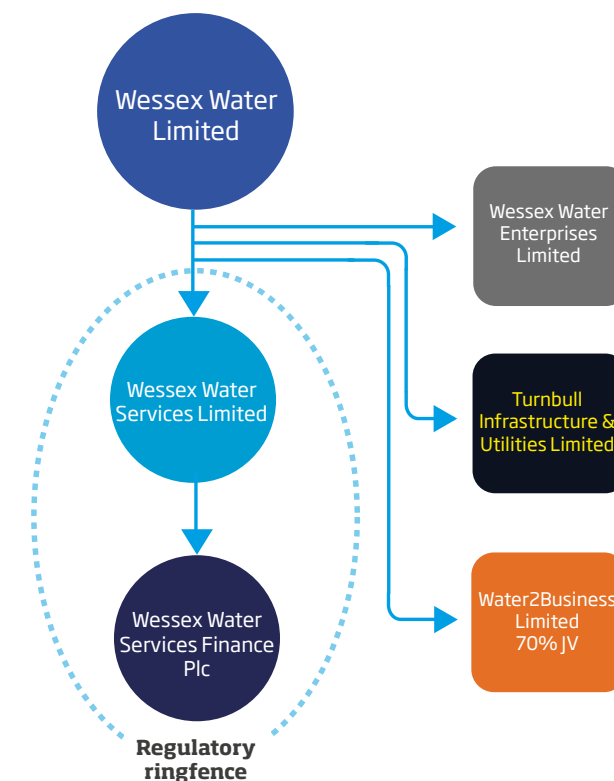 Wessex Water
Limited
Wessex Water
Enterprises
Limited
Wessex Water
Services Limited
Turnbull
Infrastructure &
Utilities Limited
Wessex Water
Services Finance
Plc
Water2Business
Limited
70% JV
Regulatory
ringfence